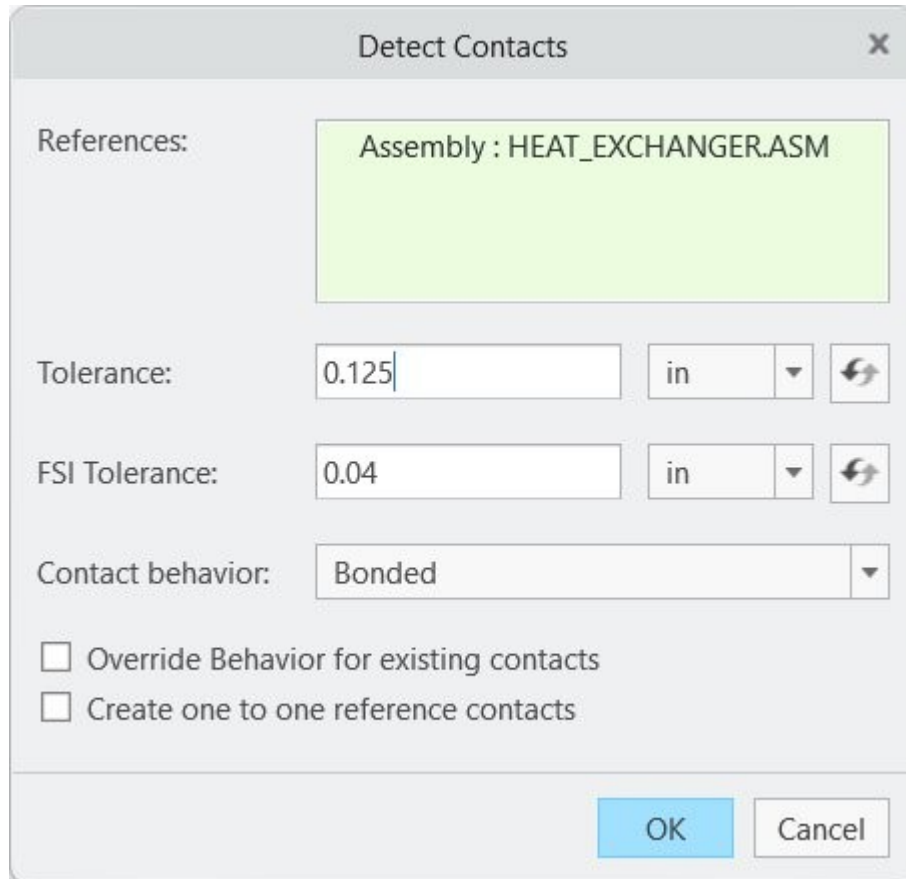 Detect Contacts
References:
Assembly : HEAT_EXCHANGER.ASM
Tolerance: 0.125 in
FSI Tolerance: 0.04 in
Contact behavior: Bonded
Override Behavior for existing contacts
Create one to one reference contacts
OK Cancel